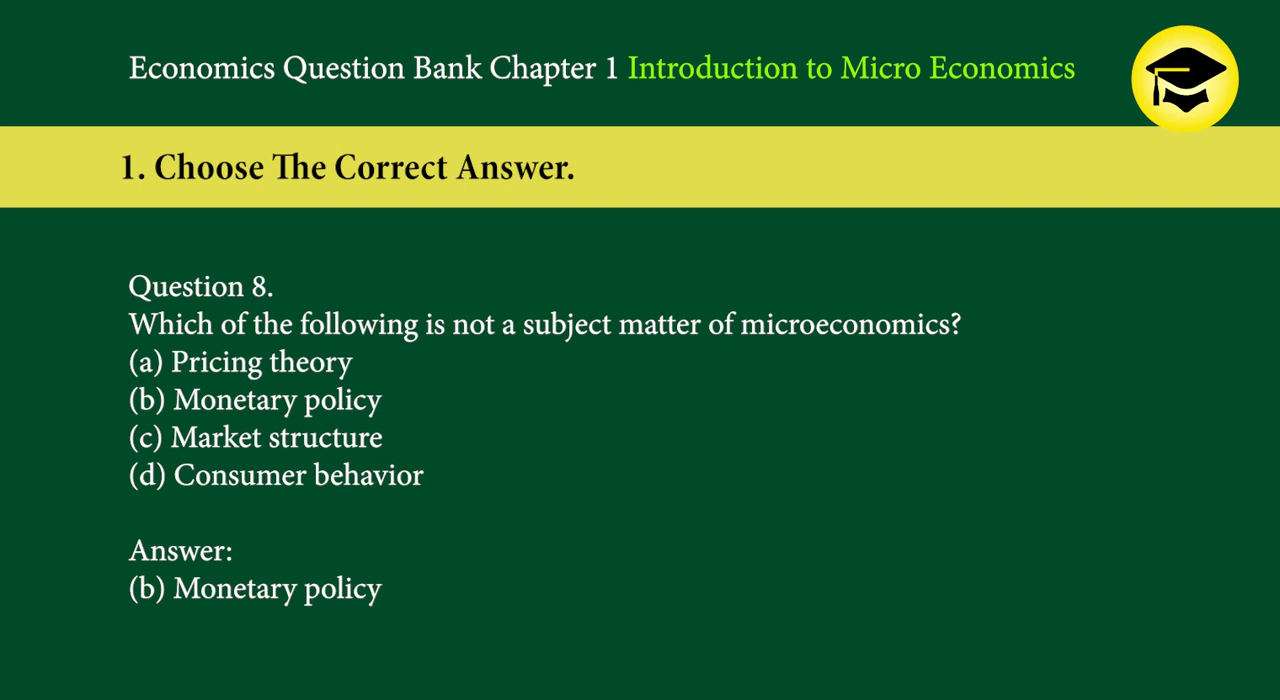 Economics Question Bank Chapter 1 Introduction to Micro Economics
1. Choose The Correct Answer.
Question 8.
Which of the following is not a subject matter of microeconomics?
(a) Pricing theory
(b) Monetary policy
(c) Market structure
(d) Consumer behavior
Answer:
(b) Monetary policy